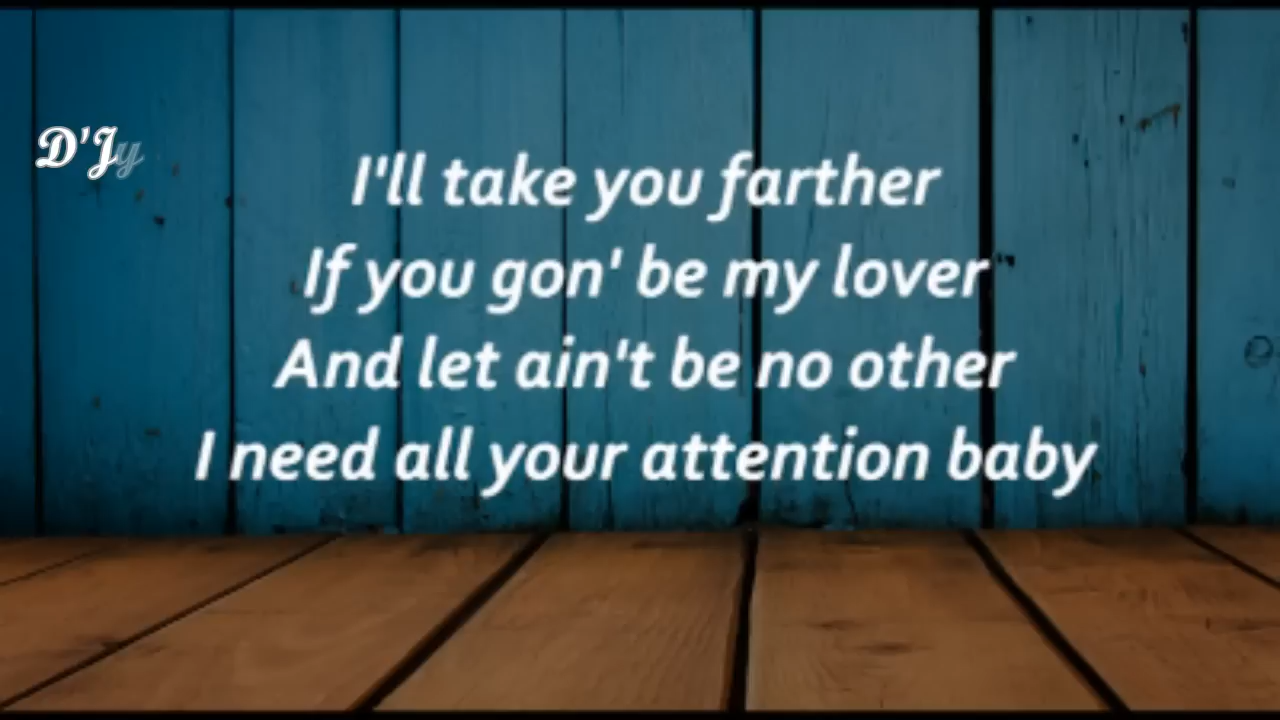 D'Jy
I'll take you farther
If you gon' be my lover
And let ain't be no other
I need all your attention baby